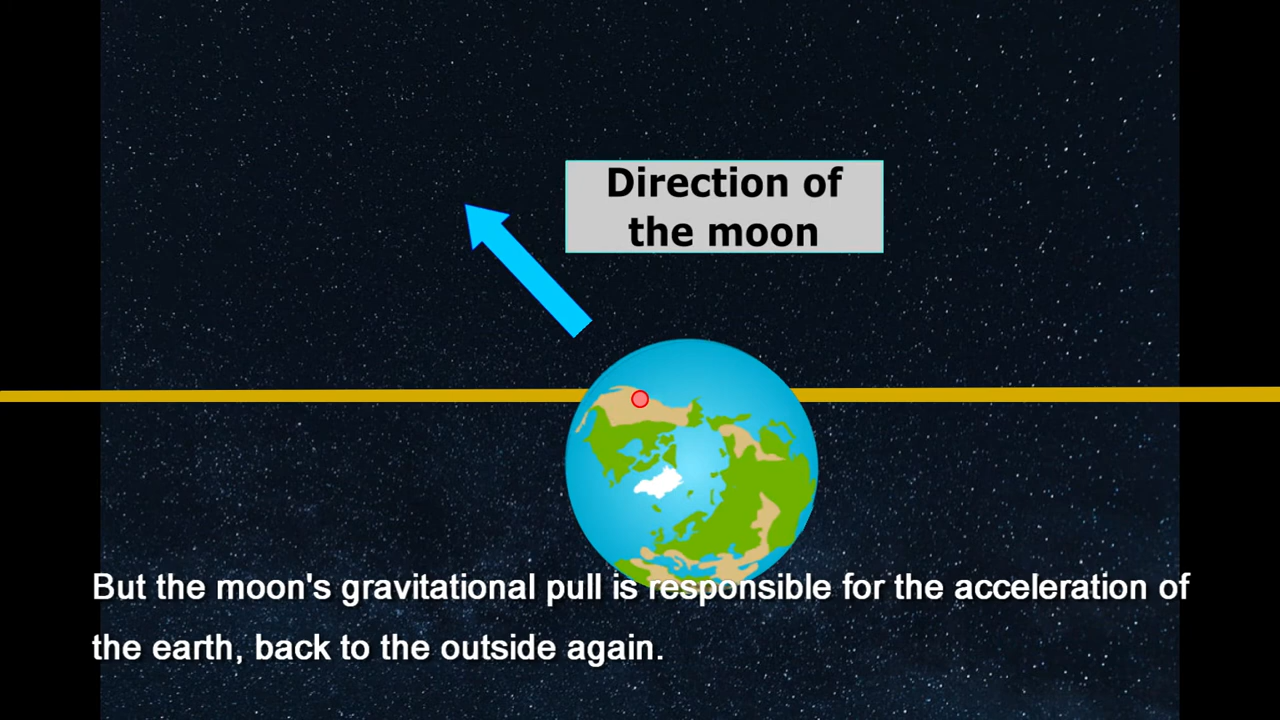 Direction of
the moon
But the moon's gravitational pull is responsible for the acceleration of
the earth, back to the outside again.